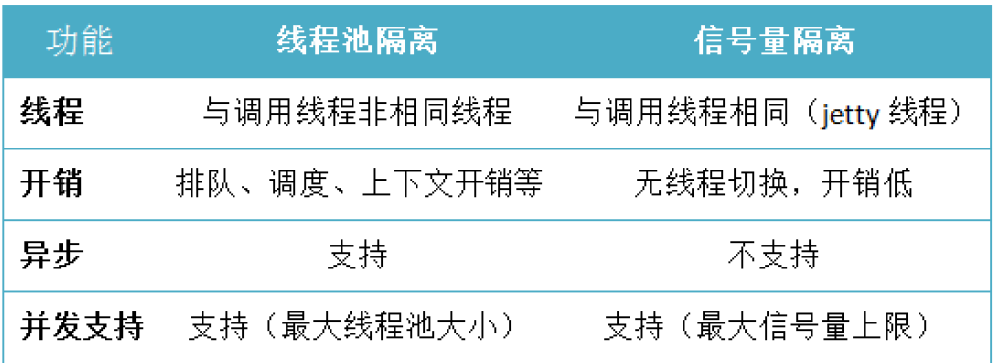 功能 线程池隔离 信号量隔离
线程 与调用线程非相同线程 与调用线程相同（jetty 线程）
开销 排队、调度、上下文开销等 无线程切换，开销低
异步 支持 不支持
并发支持 支持（最大线程池大小） 支持（最大信号量上限）